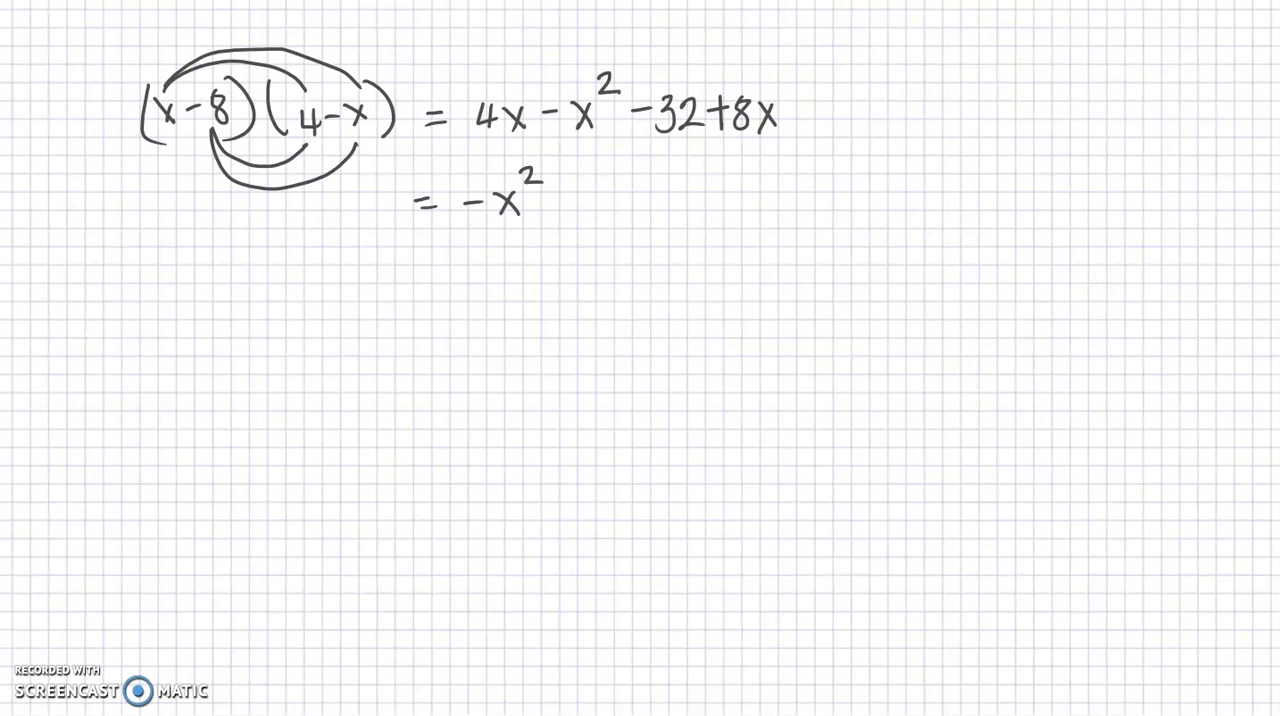 (x-8)(4-x) = 4x - x² - 32 + 8x
= -x²
RECORDED WITH
SCREENCAST MATIC